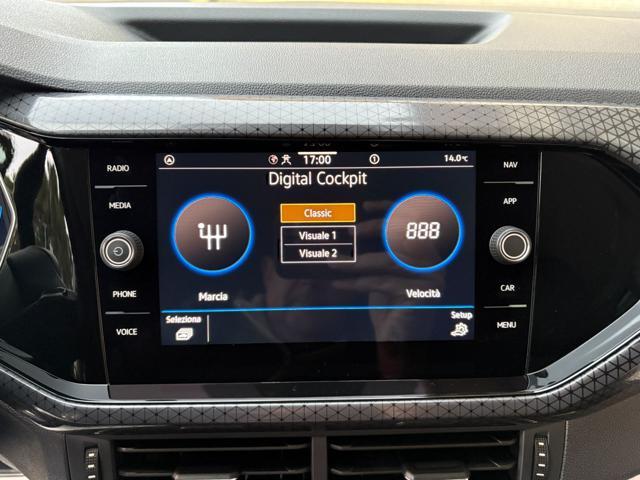 RADIO
MEDIA
PHONE
VOICE
17:00
1
14.0°C
Digital Cockpit
Classic
Visuale 1
Visuale 2
888
Marcia
Velocità
Seleziona
Setup
NAV
APP
CAR
MENU